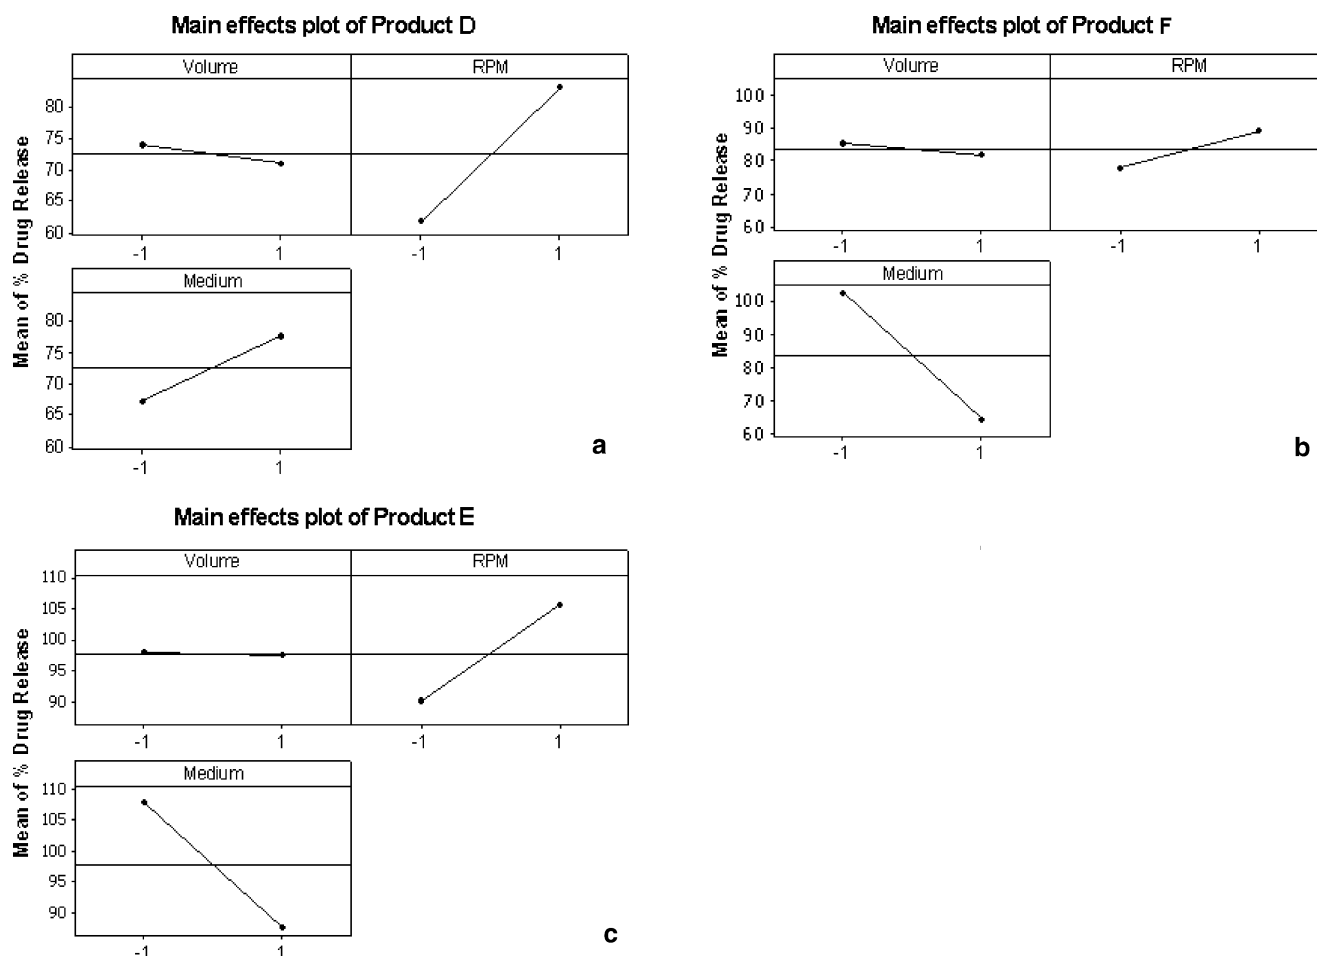 Main effects plot of Product D
Volume
RPM
80
75
70
65
60
-1
1
-1
1
Medium
80
75
70
65
60
-1
1
Mean of % Drug Release
a
Main effects plot of Product F
Volume
RPM
100
90
80
70
60
-1
1
-1
1
Medium
100
90
80
70
60
-1
1
Mean of % Drug Release
b
Main effects plot of Product E
Volume
RPM
110
105
100
95
90
-1
1
-1
1
Medium
110
105
100
95
90
-1
1
Mean of % Drug Release
c